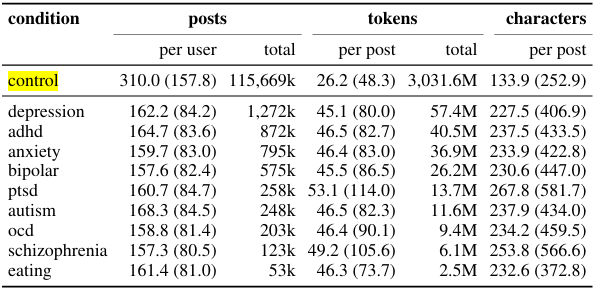 condition posts tokens characters
per user total per post total per post
control 310.0 (157.8) 115,669k 26.2 (48.3) 3,031.6M 133.9 (252.9)
depression 162.2 (84.2) 1,272k 45.1 (80.0) 57.4M 227.5 (406.9)
adhd 164.7 (83.6) 872k 46.5 (82.7) 40.5M 237.5 (433.5)
anxiety 159.7 (83.0) 795k 46.4 (83.0) 36.9M 233.9 (422.8)
bipolar 157.6 (82.4) 575k 45.5 (86.5) 26.2M 230.6 (447.0)
ptsd 160.7 (84.7) 258k 53.1 (114.0) 13.7M 267.8 (581.7)
autism 168.3 (84.5) 248k 46.5 (82.3) 11.6M 237.9 (434.0)
ocd 158.8 (81.4) 203k 46.4 (90.1) 9.4M 234.2 (459.5)
schizophrenia 157.3 (80.5) 123k 49.2 (105.6) 6.1M 253.8 (566.6)
eating 161.4 (81.0) 53k 46.3 (73.7) 2.5M 232.6 (372.8)